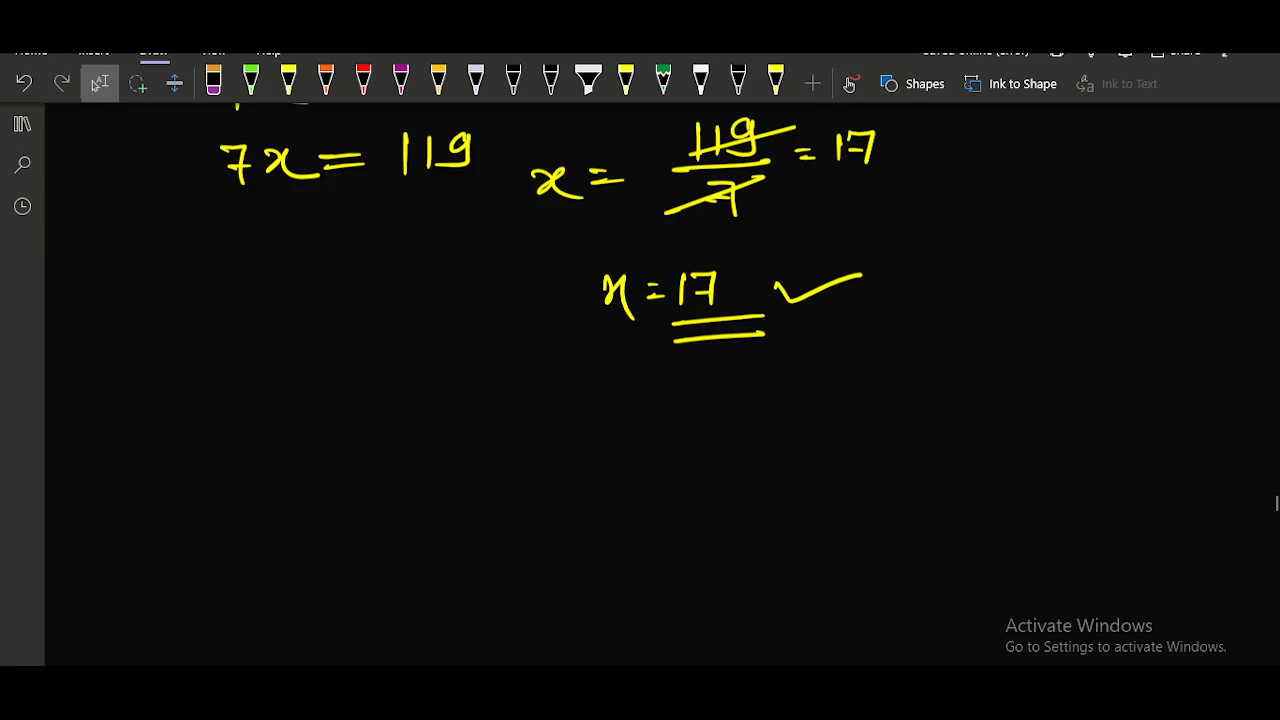 Shapes Ink to Shape Ink to Text
7x = 119 x = 119/7 = 17
x = 17 ✓
Activate Windows
Go to Settings to activate Windows.